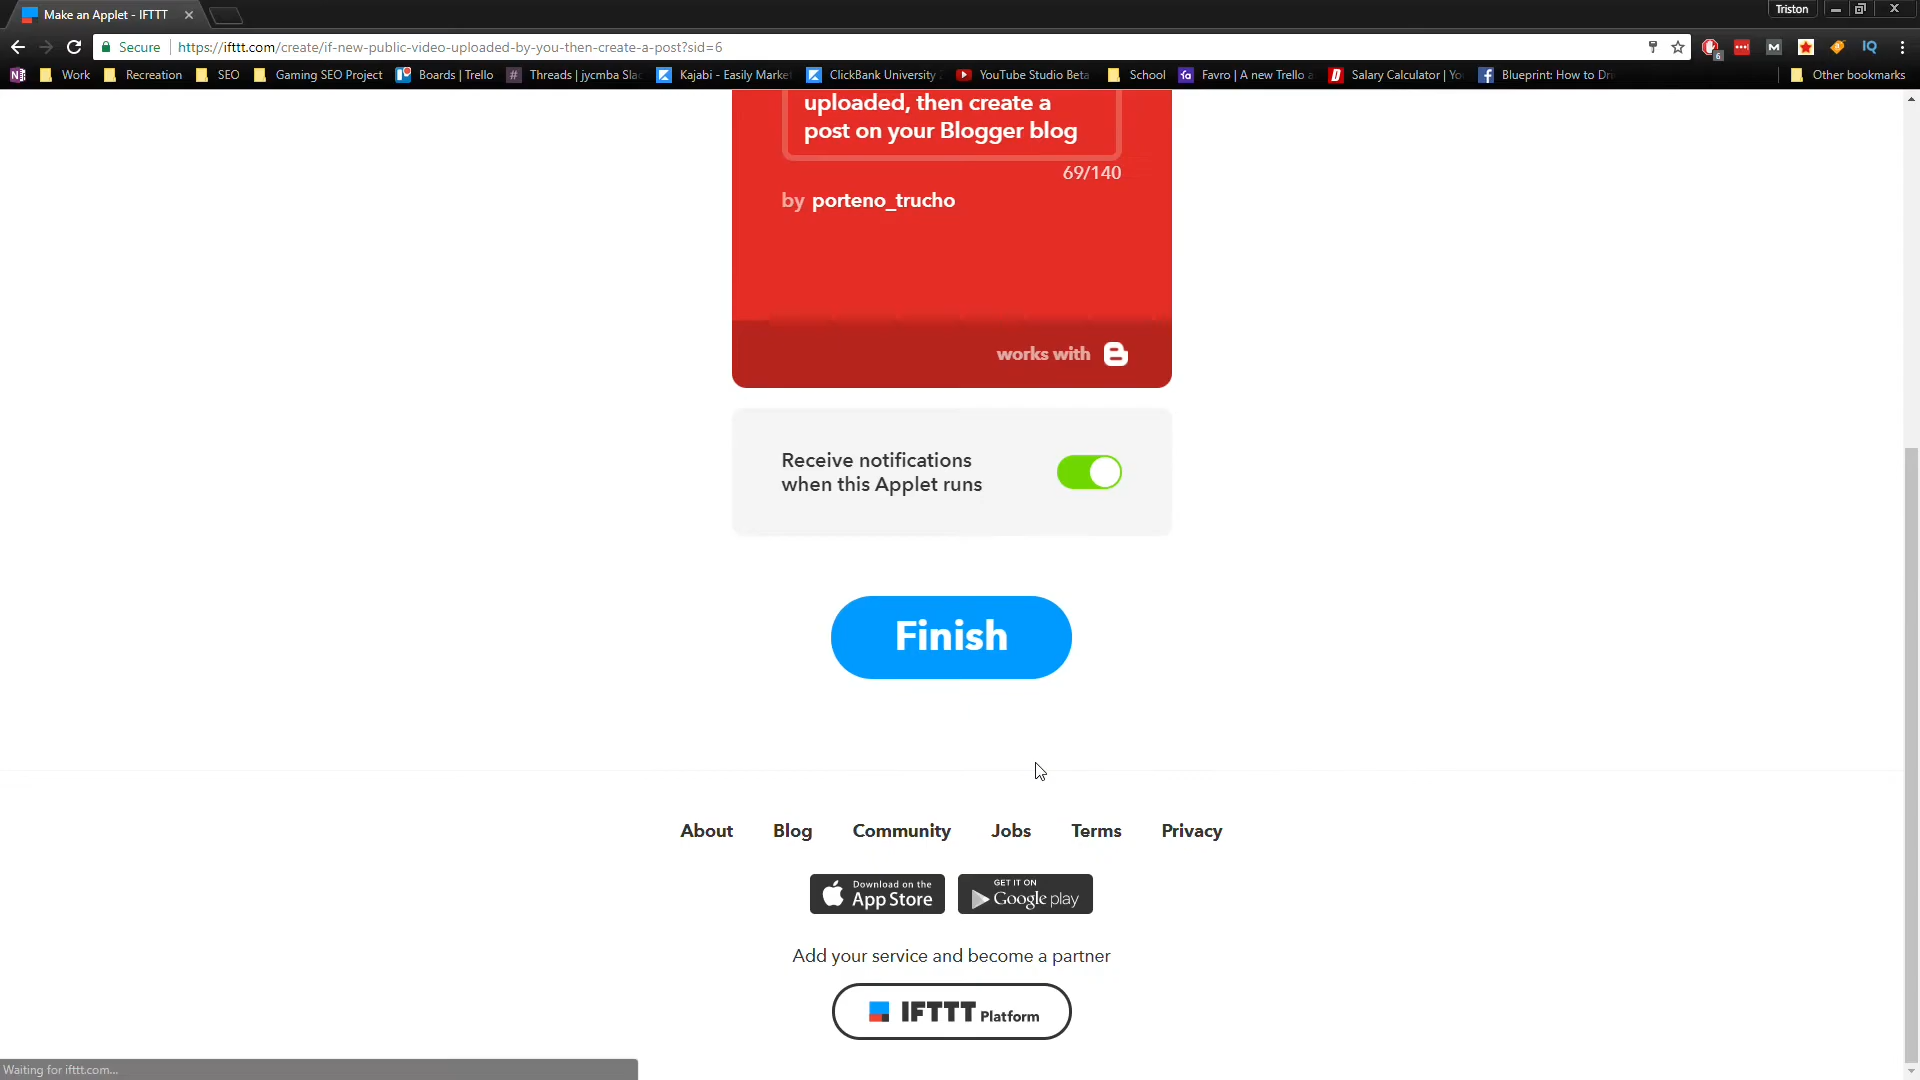 Make an Applet - IFTTT
Triston
Secure
https://ifttt.com/create/if-new-public-video-uploaded-by-you-then-create-a-post?sid=6
6
IQ
Work
Recreation
SEO
Gaming SEO Project
Boards | Trello
Threads | jycmba Slac
Kajabi - Easily Market
ClickBank University
YouTube Studio Beta
School
Favro | A new Trello a
Salary Calculator | Yo
Blueprint: How to Dri
Other bookmarks
uploaded, then create a
post on your Blogger blog
69/140
by porteno_trucho
works with
Receive notifications
when this Applet runs
Finish
About
Blog
Community
Jobs
Terms
Privacy
Download on the
App Store
GET IT ON
Google play
Add your service and become a partner
IFTTT Platform
Waiting for ifttt.com...